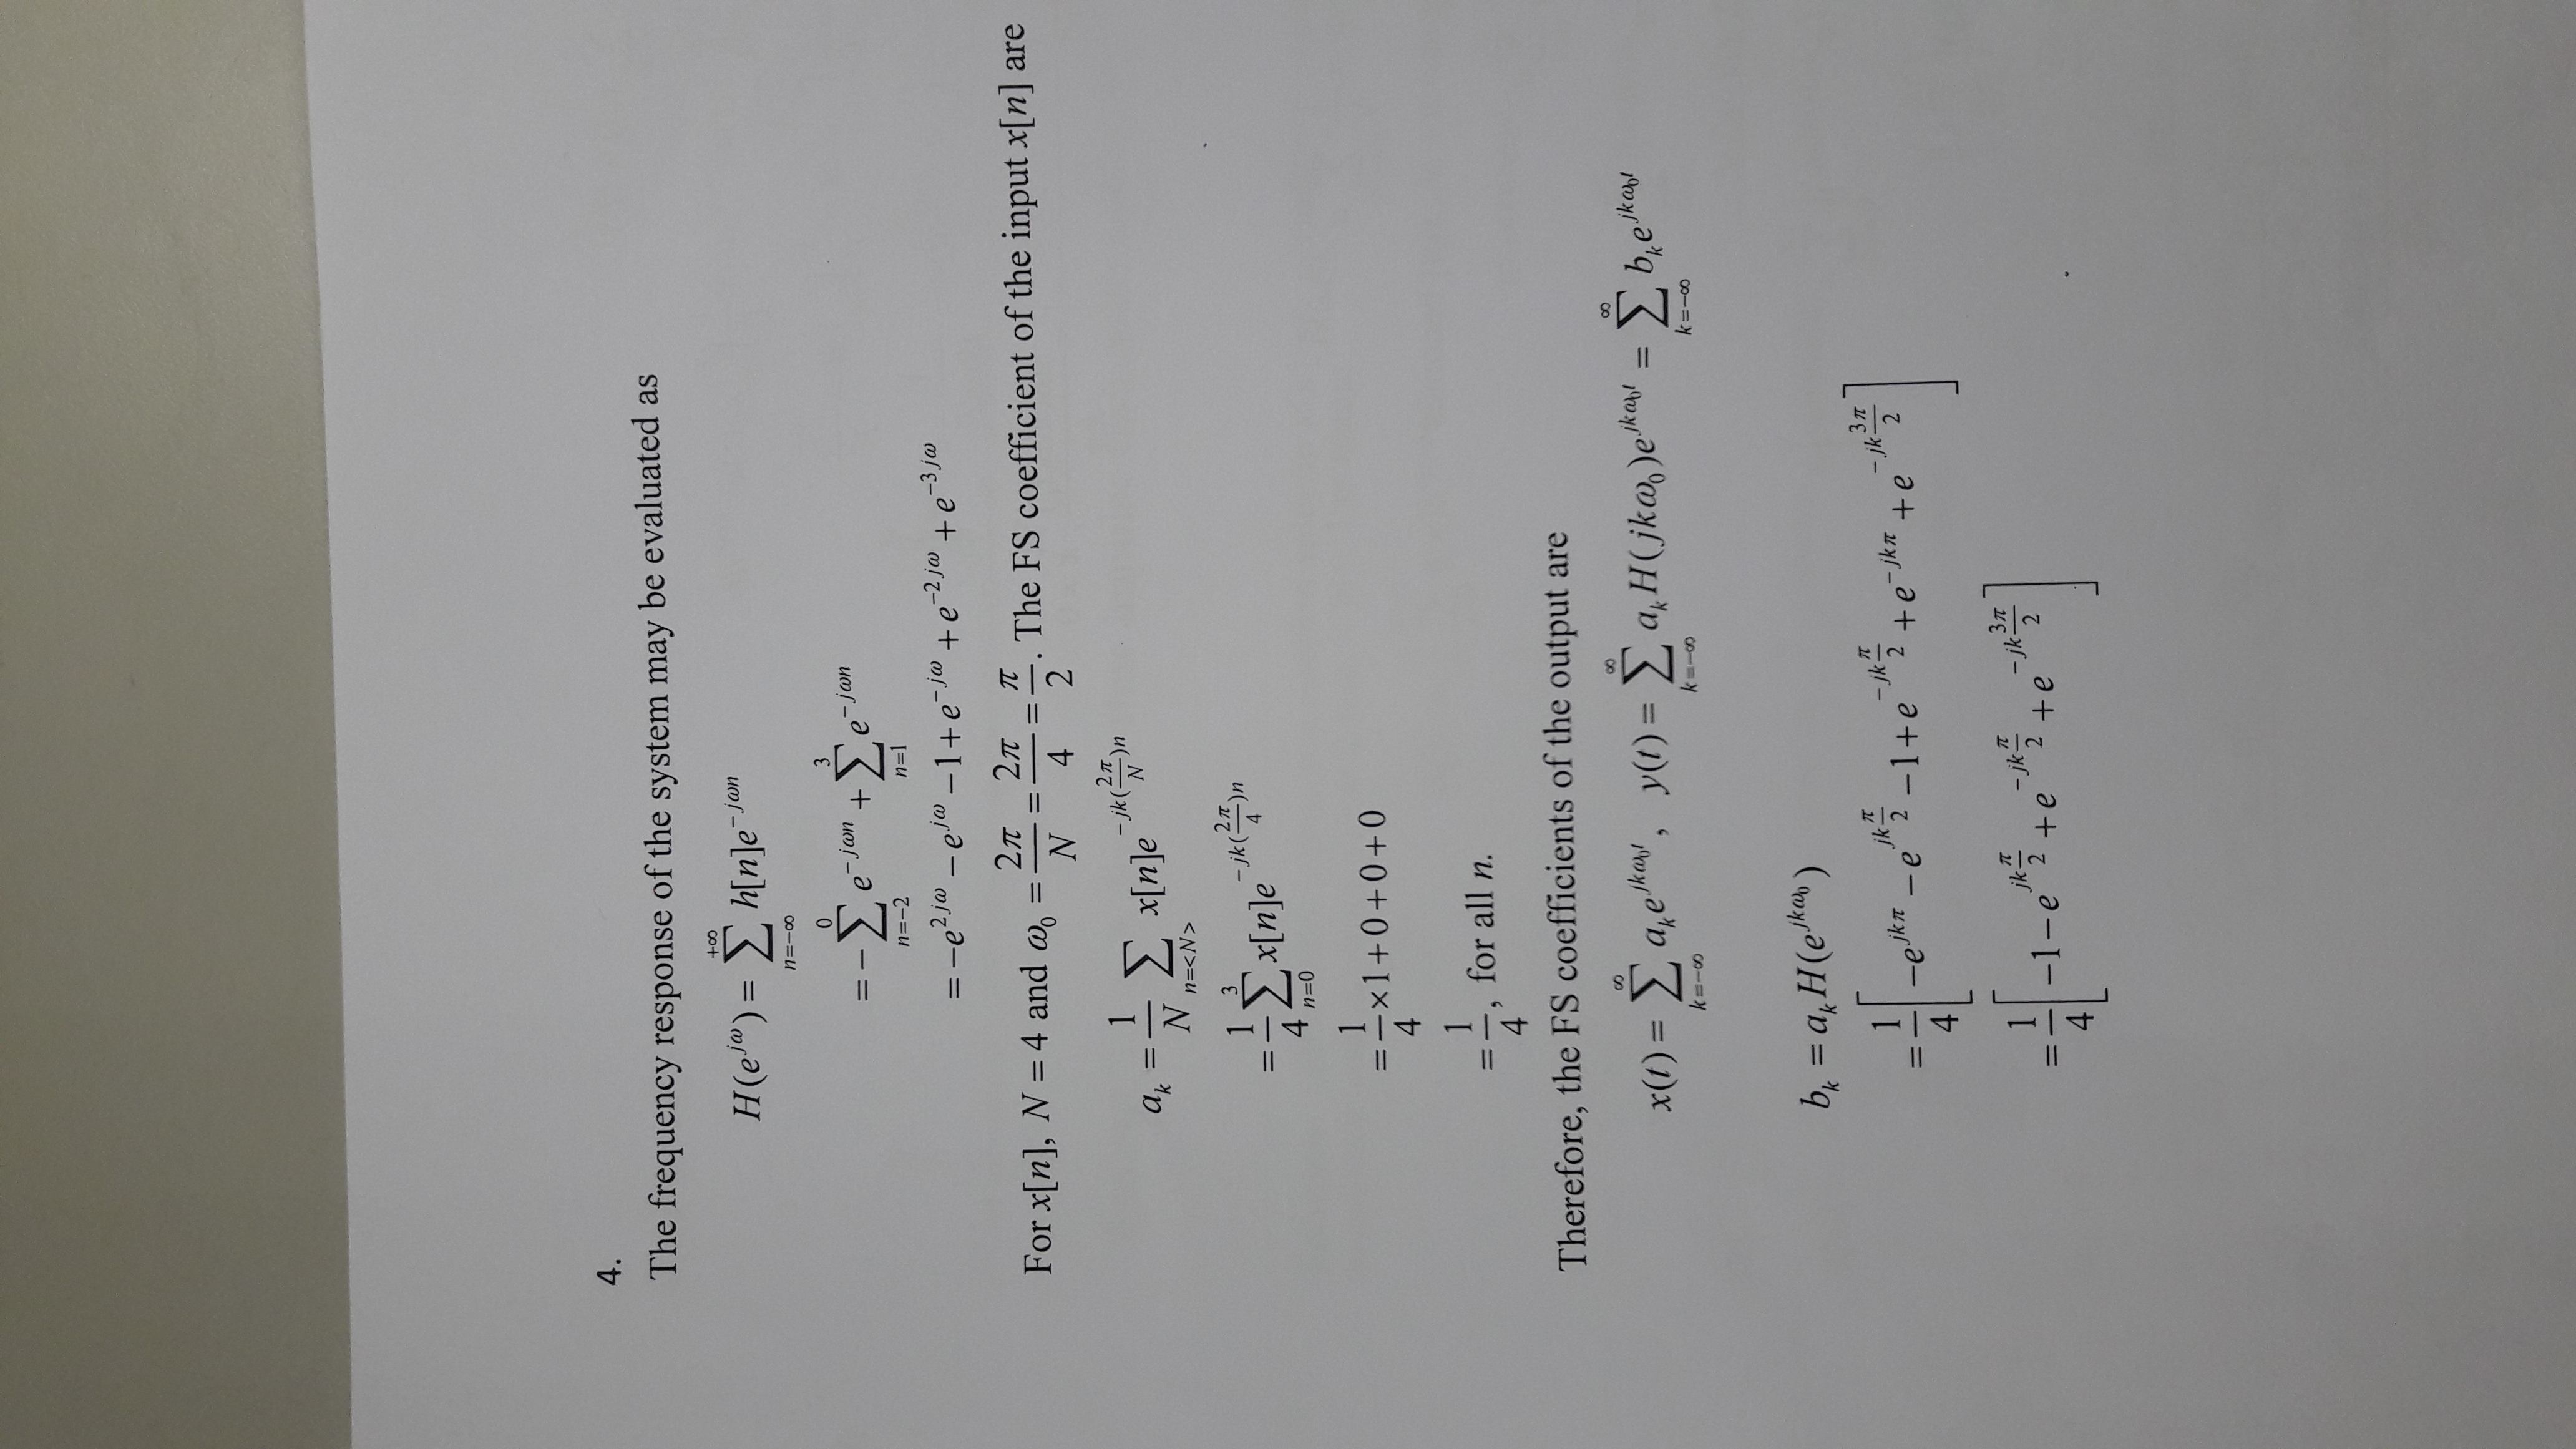 4.
The frequency response of the system may be evaluated as
$H(e^{j\omega}) = \sum_{n=-\infty}^{+\infty} h[n]e^{-j\omega n}$
$= -\sum_{n=-2}^{0} e^{-j\omega n} + \sum_{n=1}^{3} e^{-j\omega n}$
$= -e^{2j\omega} - e^{j\omega} - 1 + e^{-j\omega} + e^{-2j\omega} + e^{-3j\omega}$
For $x[n]$, $N = 4$ and $\omega_0 = \frac{2\pi}{N} = \frac{2\pi}{4} = \frac{\pi}{2}$. The FS coefficient of the input $x[n]$ are
$a_k = \frac{1}{N} \sum_{n=<N>} x[n]e^{-jk(\frac{2\pi}{N})n}$
$= \frac{1}{4} \sum_{n=0}^{3} x[n]e^{-jk(\frac{2\pi}{4})n}$
$= \frac{1}{4} \times 1 + 0 + 0 + 0$
$= \frac{1}{4},$ for all $n$.
Therefore, the FS coefficients of the output are
$x(t) = \sum_{k=-\infty}^{\infty} a_k e^{jk\omega_0 t}, \quad y(t) = \sum_{k=-\infty}^{\infty} a_k H(jk\omega_0)e^{jk\omega_0 t} = \sum_{k=-\infty}^{\infty} b_k e^{jk\omega_0 t}$
$b_k = a_k H(e^{jk\omega_0})$
$= \frac{1}{4}\left[-e^{jk\pi} - e^{jk\frac{\pi}{2}} - 1 + e^{-jk\frac{\pi}{2}} + e^{-jk\pi} + e^{-jk\frac{3\pi}{2}}\right]$
$= \frac{1}{4}\left[-1 - e^{jk\frac{\pi}{2}} + e^{-jk\frac{\pi}{2}} + e^{-jk\frac{3\pi}{2}}\right]$